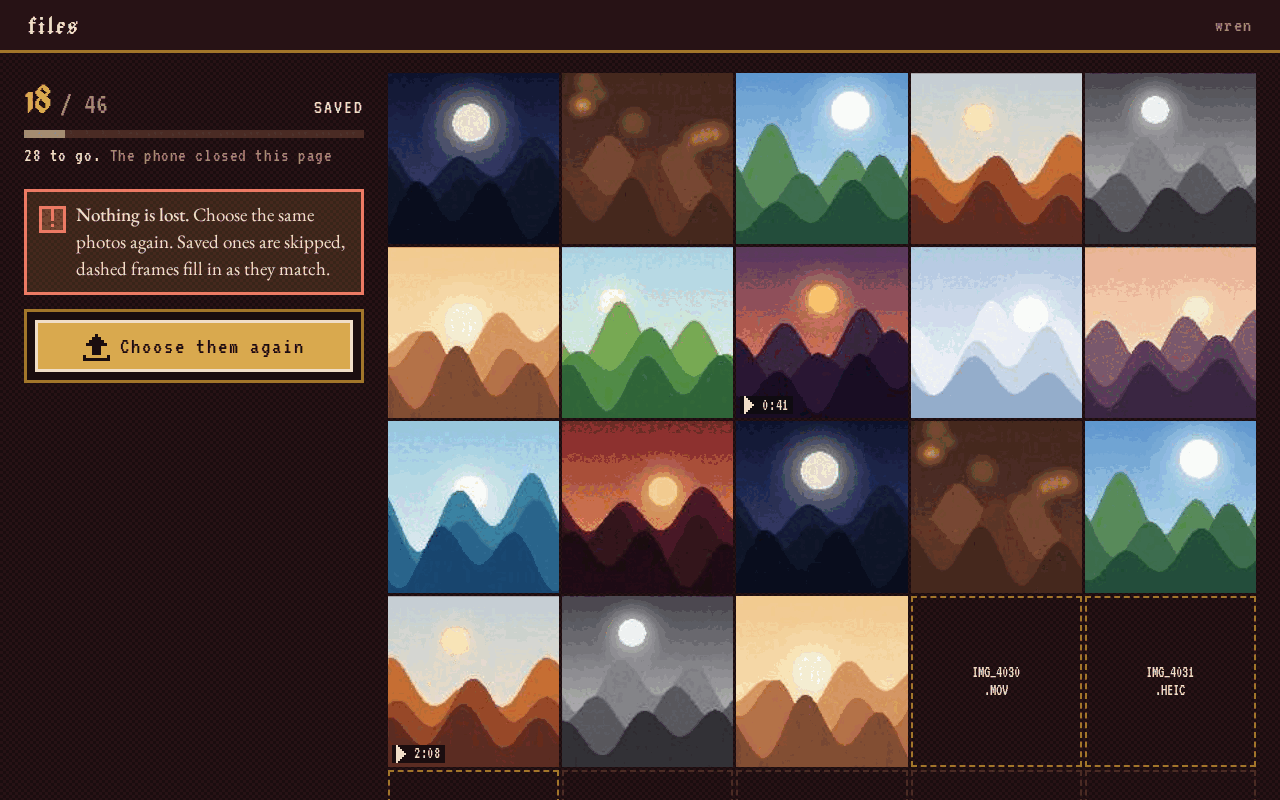 files
wren
18 / 46
SAVED
28 to go. The phone closed this page
! Nothing is lost. Choose the same
photos again. Saved ones are skipped,
dashed frames fill in as they match.
Choose them again
0:41
2:08
IMG_4030
.MOV
IMG_4031
.HEIC